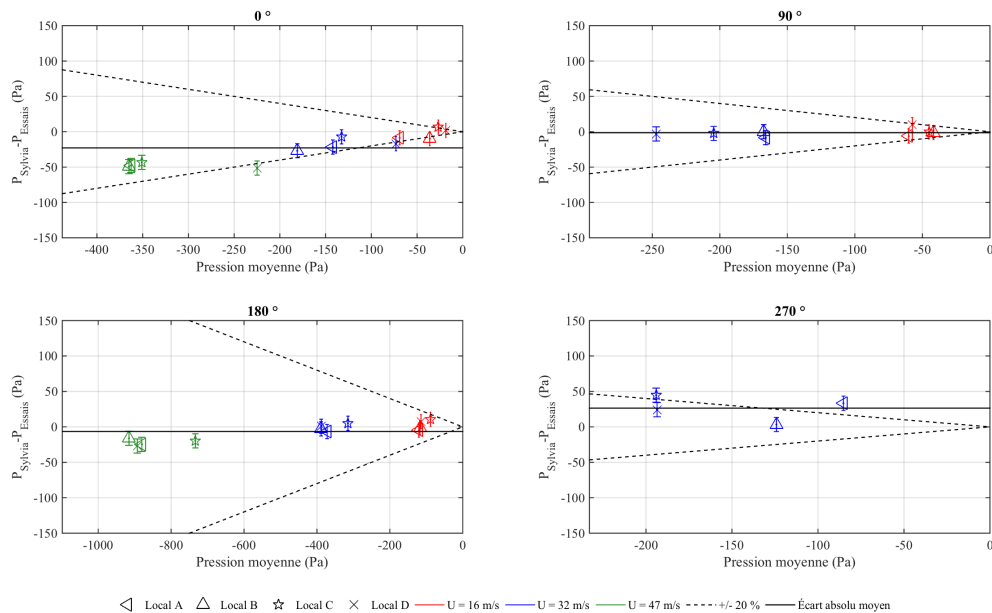 0 °
150
100
50
0
-50
-100
-150
-400 -350 -300 -250 -200 -150 -100 -50 0
Pression moyenne (Pa)
P_Sylvia-P_Essais (Pa)
90 °
150
100
50
0
-50
-100
-150
-250 -200 -150 -100 -50 0
Pression moyenne (Pa)
P_Sylvia-P_Essais (Pa)
180 °
150
100
50
0
-50
-100
-150
-1000 -800 -600 -400 -200 0
Pression moyenne (Pa)
P_Sylvia-P_Essais (Pa)
270 °
150
100
50
0
-50
-100
-150
-200 -150 -100 -50 0
Pression moyenne (Pa)
P_Sylvia-P_Essais (Pa)
Local A Local B Local C Local D U = 16 m/s U = 32 m/s U = 47 m/s +/- 20 % Écart absolu moyen